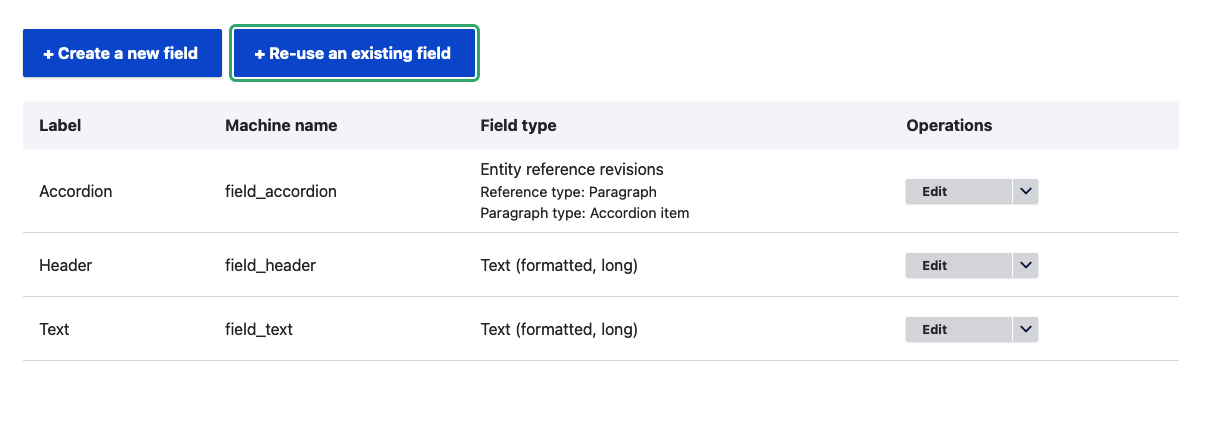 + Create a new field + Re-use an existing field
Label Machine name Field type Operations
Accordion field_accordion Entity reference revisions
Reference type: Paragraph
Paragraph type: Accordion item
Edit
Header field_header Text (formatted, long) Edit
Text field_text Text (formatted, long) Edit